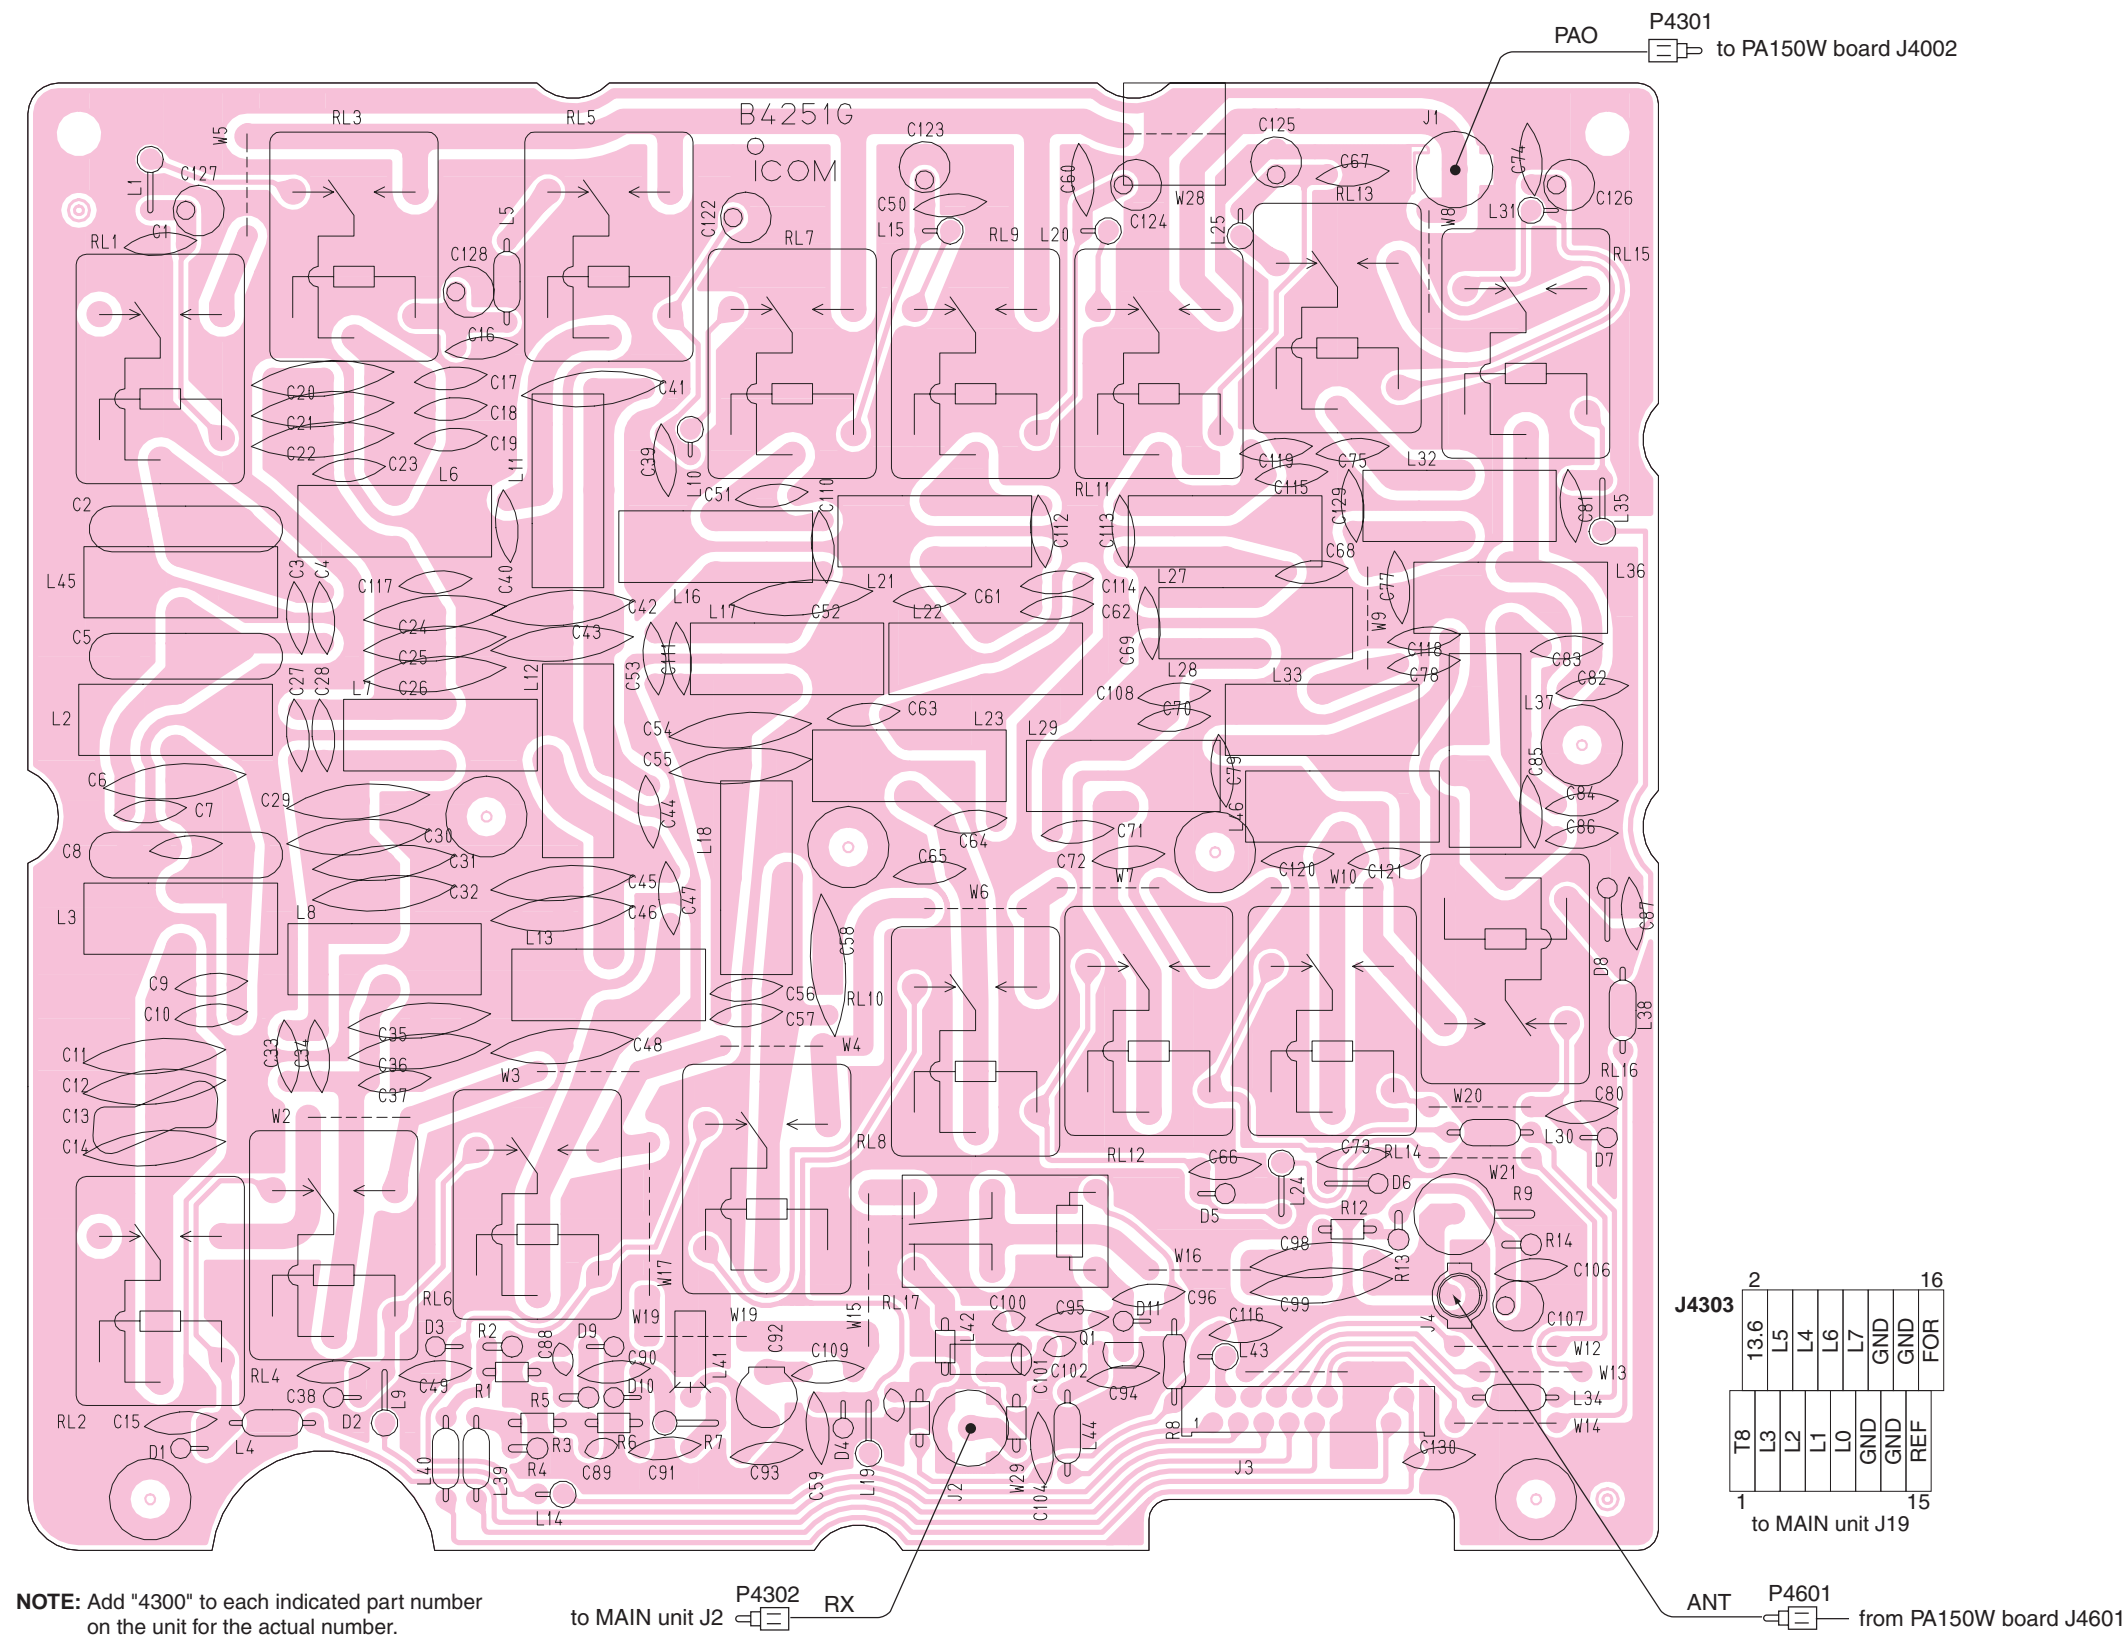 P4301
PAO
to PA150W board J4002
B4251G
ICOM
W5
RL3
RL5
C123
C125
J1
C74
C67
C60
L1
C127
L5
C122
C50
L15
RL9
L20
C124
W28
L25
RL13
W8
L31
C126
RL1
C1
C128
RL7
RL15
C16
C20
C17
C41
C21
C18
C22
C19
C23
L6
L11
C39
L10
C51
C110
RL11
C119
C75
L32
C115
C129
C81
L35
C2
C112
C113
C68
L45
C3
C4
C117
C40
C42
L16
L17
C52
L21
L22
C61
C114
C62
L27
W9
C77
L36
C5
C24
C43
C25
C26
C53
C111
C69
C118
C78
C83
C82
L2
C27
C28
L7
L12
C54
C55
C63
L23
L29
C108
L28
C70
L33
L37
C6
C7
C29
C44
L18
C79
L46
C85
C84
C86
C8
C30
C31
C32
C45
C46
C47
C64
C65
C71
C72
W7
W6
C120
W10
C121
C87
L3
L8
L13
C58
D8
C9
C10
C56
C57
RL10
L38
C11
C12
C13
C14
C33
C34
C35
C36
C37
C48
W3
W4
W2
RL16
W20
C80
L30
D7
RL8
RL12
C66
C73
RL14
W21
D5
L24
D6
R12
R9
R13
R14
C98
C99
C106
C107
W16
W17
RL6
RL17
W15
C96
J4
D3
R2
C88
D9
W19
W19
C92
L42
C100
C95
D11
C116
Q1
W12
W13
RL4
C38
C49
R1
C90
D10
L41
C109
C101
C102
C94
L43
L34
W14
RL2
C15
D1
L4
D2
L9
R5
R3
R4
R6
C89
C91
R7
C93
C59
D4
L19
J2
W29
C104
L44
R8
1
J3
C130
L40
L39
L14
J4303
2 16
13.6 L5 L4 L6 L7 GND GND FOR
T8 L3 L2 L1 L0 GND GND REF
1 15
to MAIN unit J19
NOTE: Add "4300" to each indicated part number
on the unit for the actual number.
P4302
to MAIN unit J2
RX
ANT
P4601
from PA150W board J4601